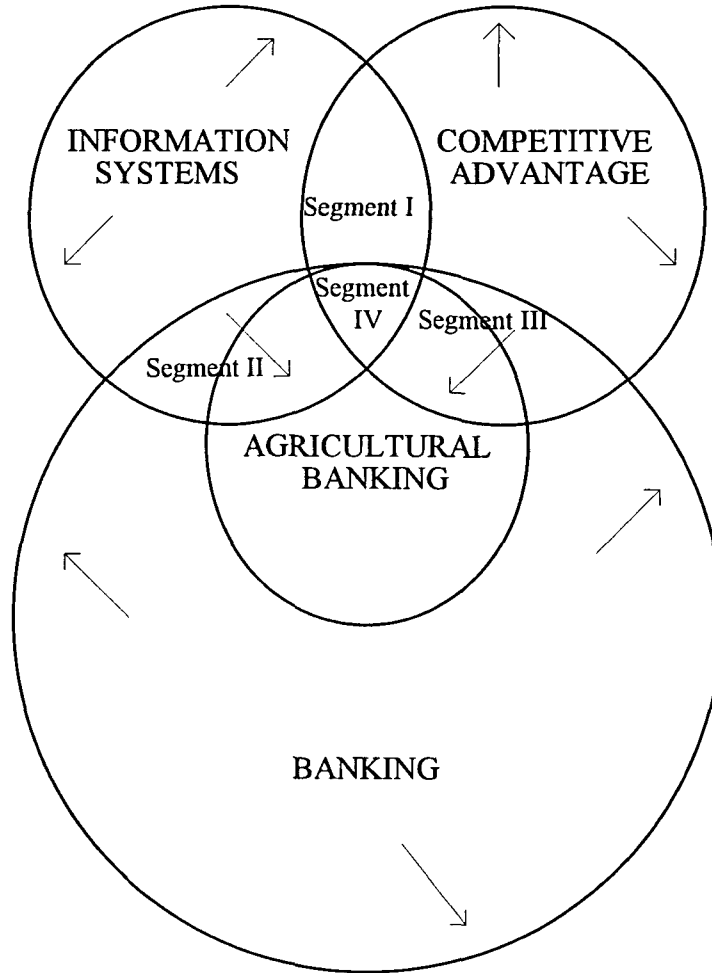 INFORMATION
SYSTEMS
COMPETITIVE
ADVANTAGE
Segment I
Segment
IV
Segment III
Segment II
AGRICULTURAL
BANKING
BANKING